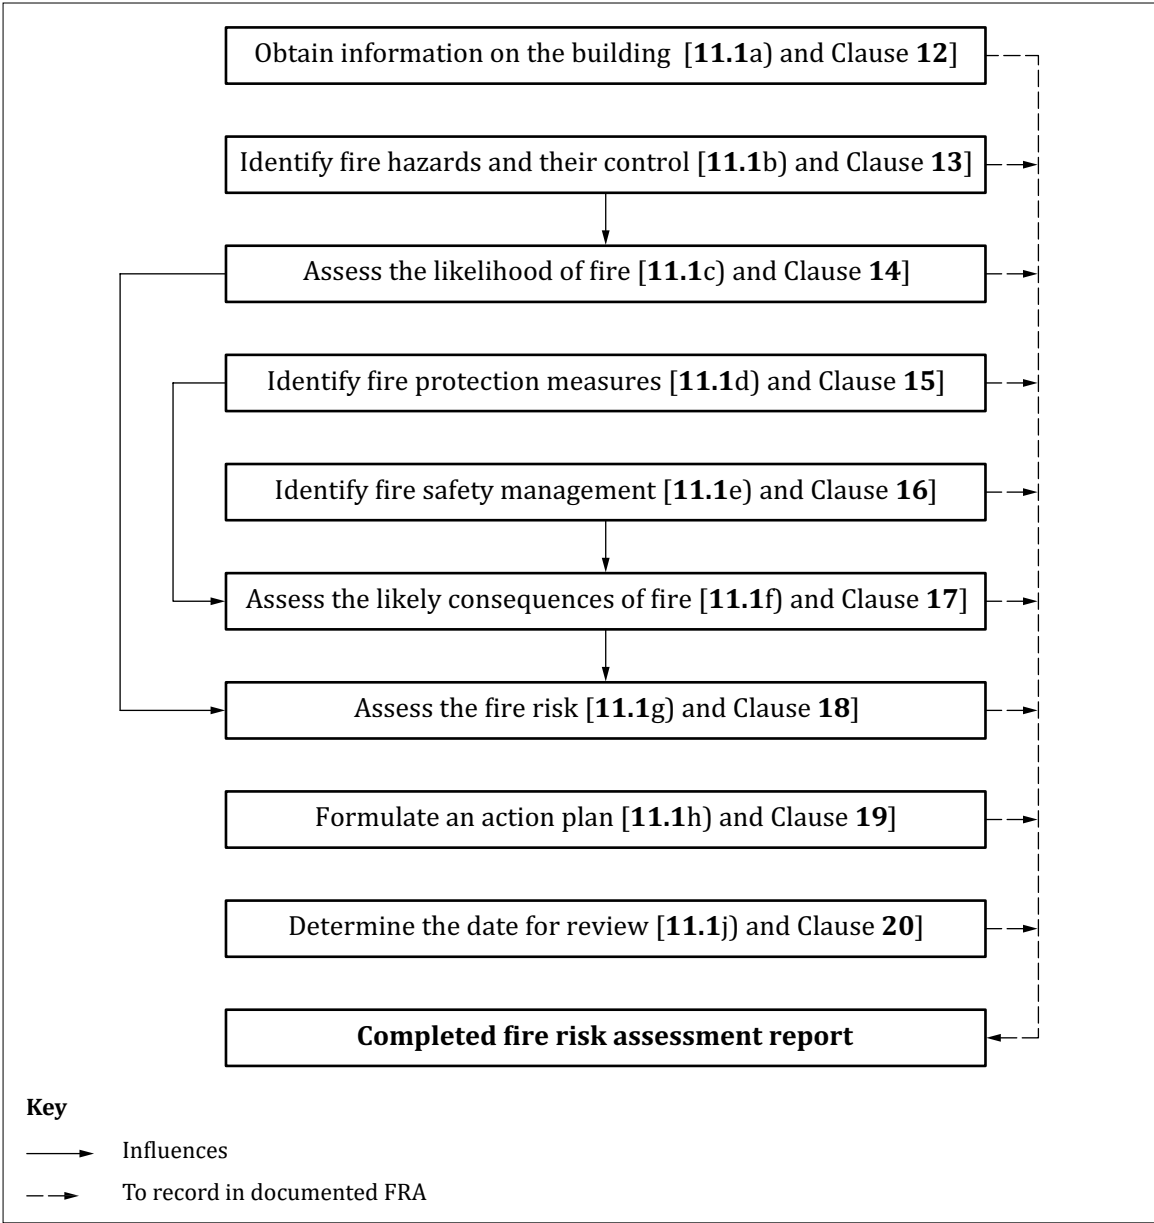 Obtain information on the building [11.1a) and Clause 12]
Identify fire hazards and their control [11.1b) and Clause 13]
Assess the likelihood of fire [11.1c) and Clause 14]
Identify fire protection measures [11.1d) and Clause 15]
Identify fire safety management [11.1e) and Clause 16]
Assess the likely consequences of fire [11.1f) and Clause 17]
Assess the fire risk [11.1g) and Clause 18]
Formulate an action plan [11.1h) and Clause 19]
Determine the date for review [11.1j) and Clause 20]
Completed fire risk assessment report
Key
Influences
To record in documented FRA